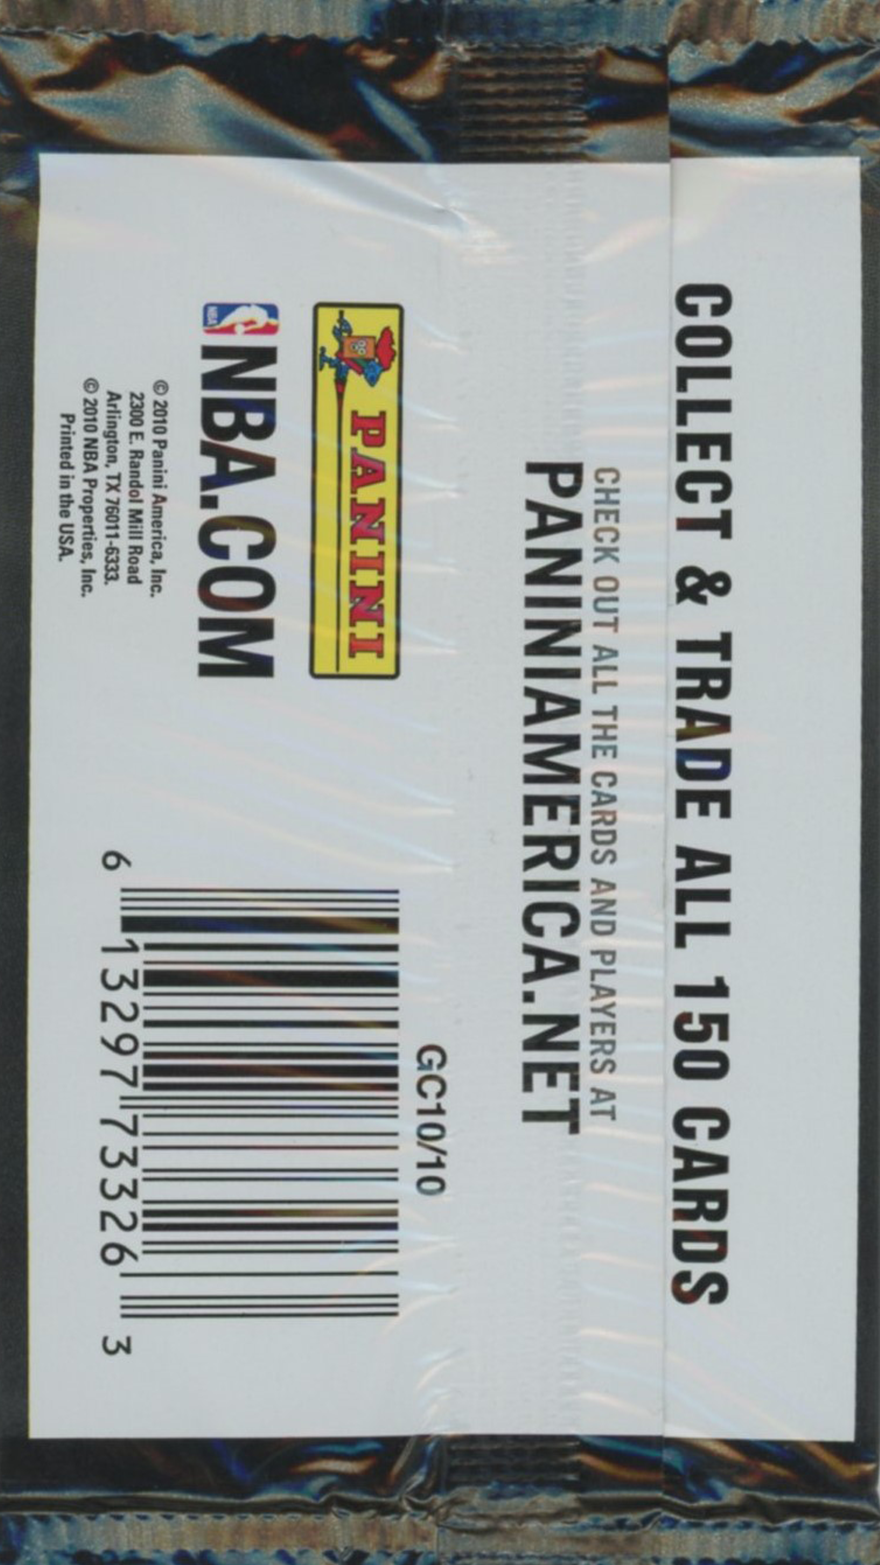 COLLECT & TRADE ALL 150 CARDS
CHECK OUT ALL THE CARDS AND PLAYERS AT
PANINIAMERICA.NET
GC10/10
PANINI
NBA
NBA.COM
© 2010 Panini America, Inc.
2300 E. Randol Mill Road
Arlington, TX 76011-6333.
© 2010 NBA Properties, Inc.
Printed in the USA.
6 13297 73326 3